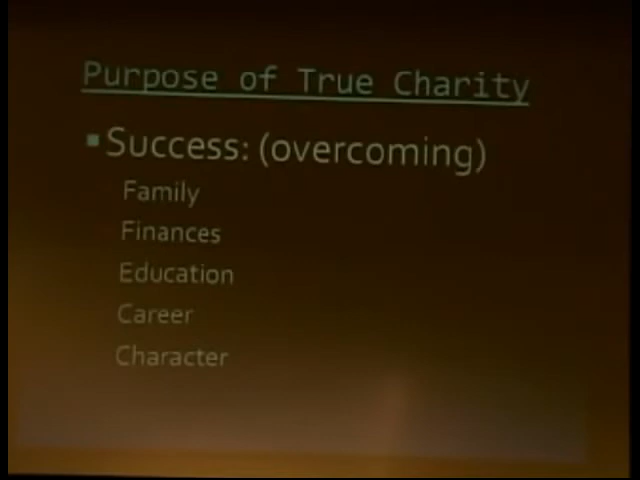 Purpose of True Charity
Success: (overcoming)
Family
Finances
Education
Career
Character